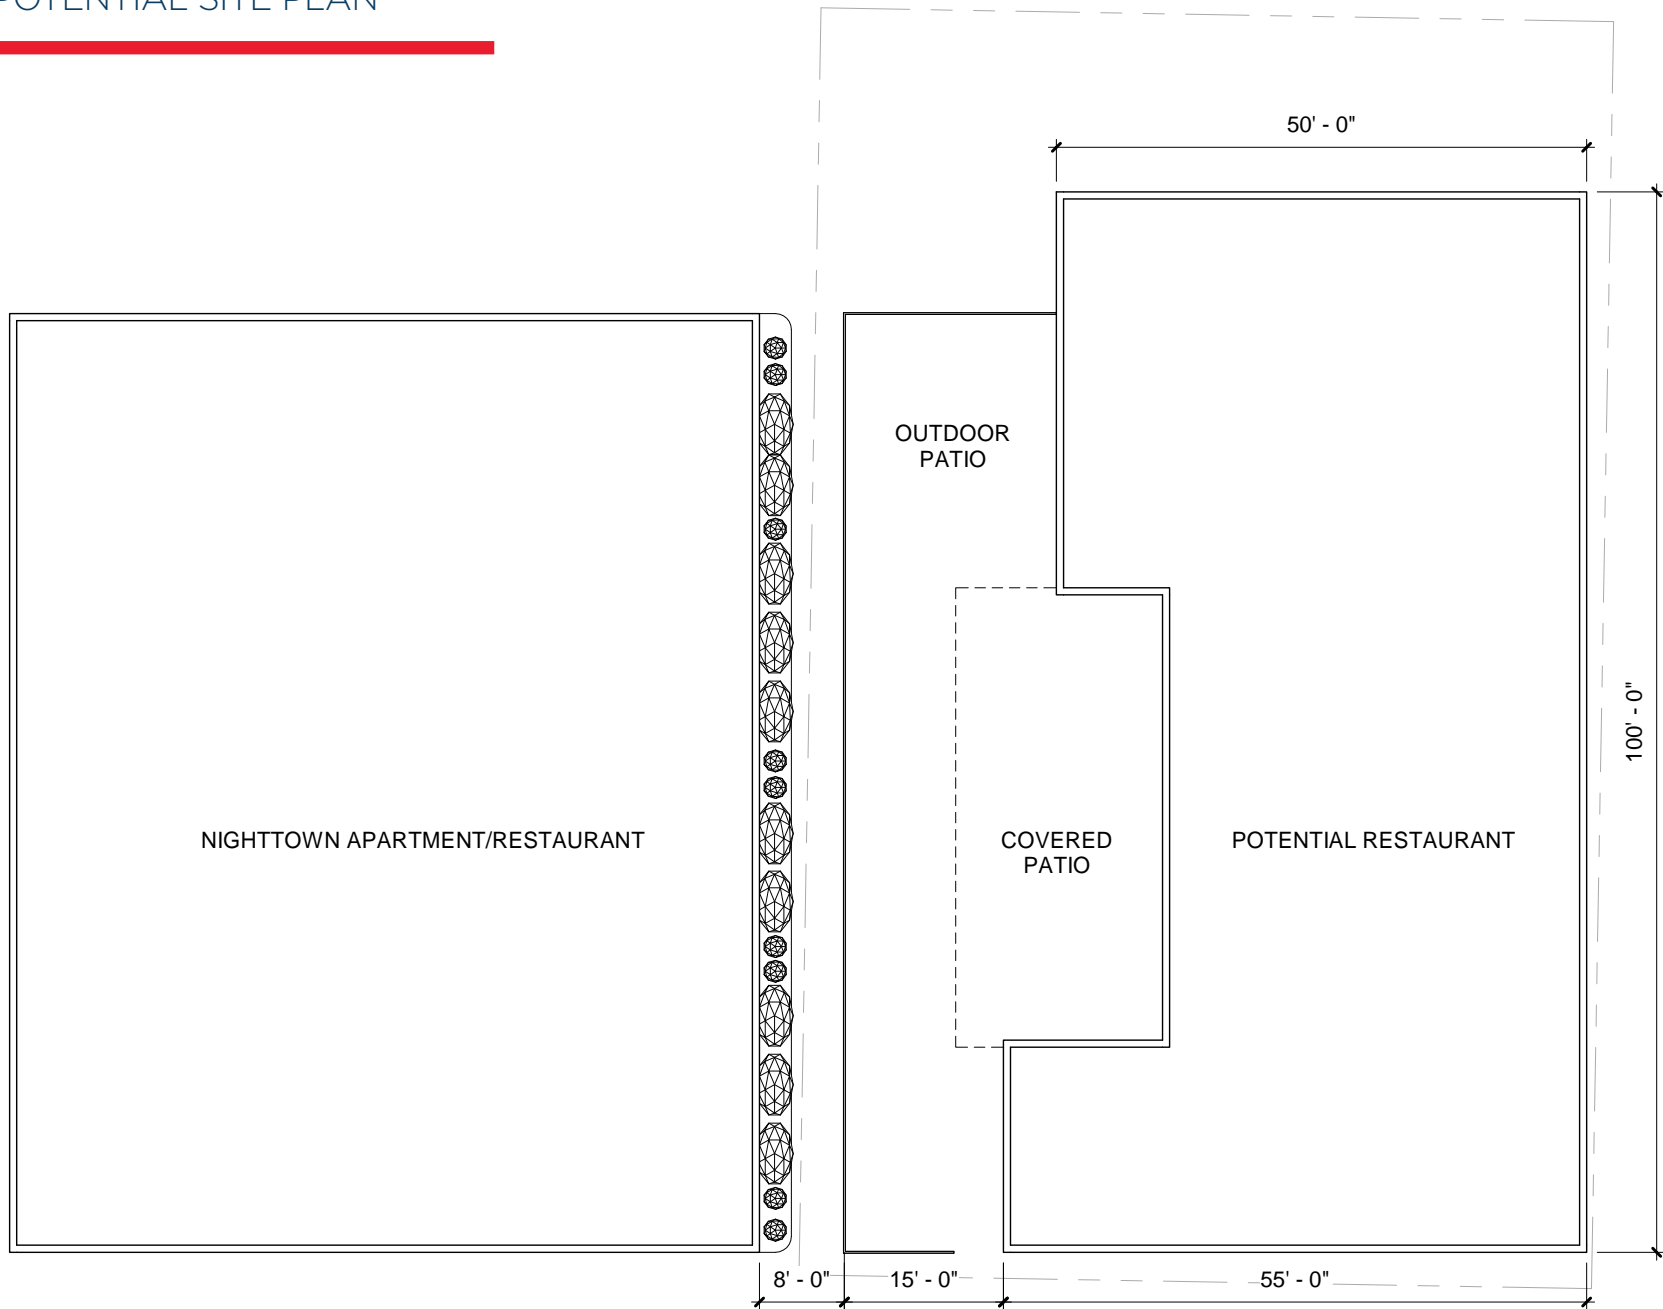 POTENTIAL SITE PLAN
50' - 0"
OUTDOOR
PATIO
100' - 0"
NIGHTTOWN APARTMENT/RESTAURANT
COVERED
PATIO
POTENTIAL RESTAURANT
8' - 0"
15' - 0"
55' - 0"